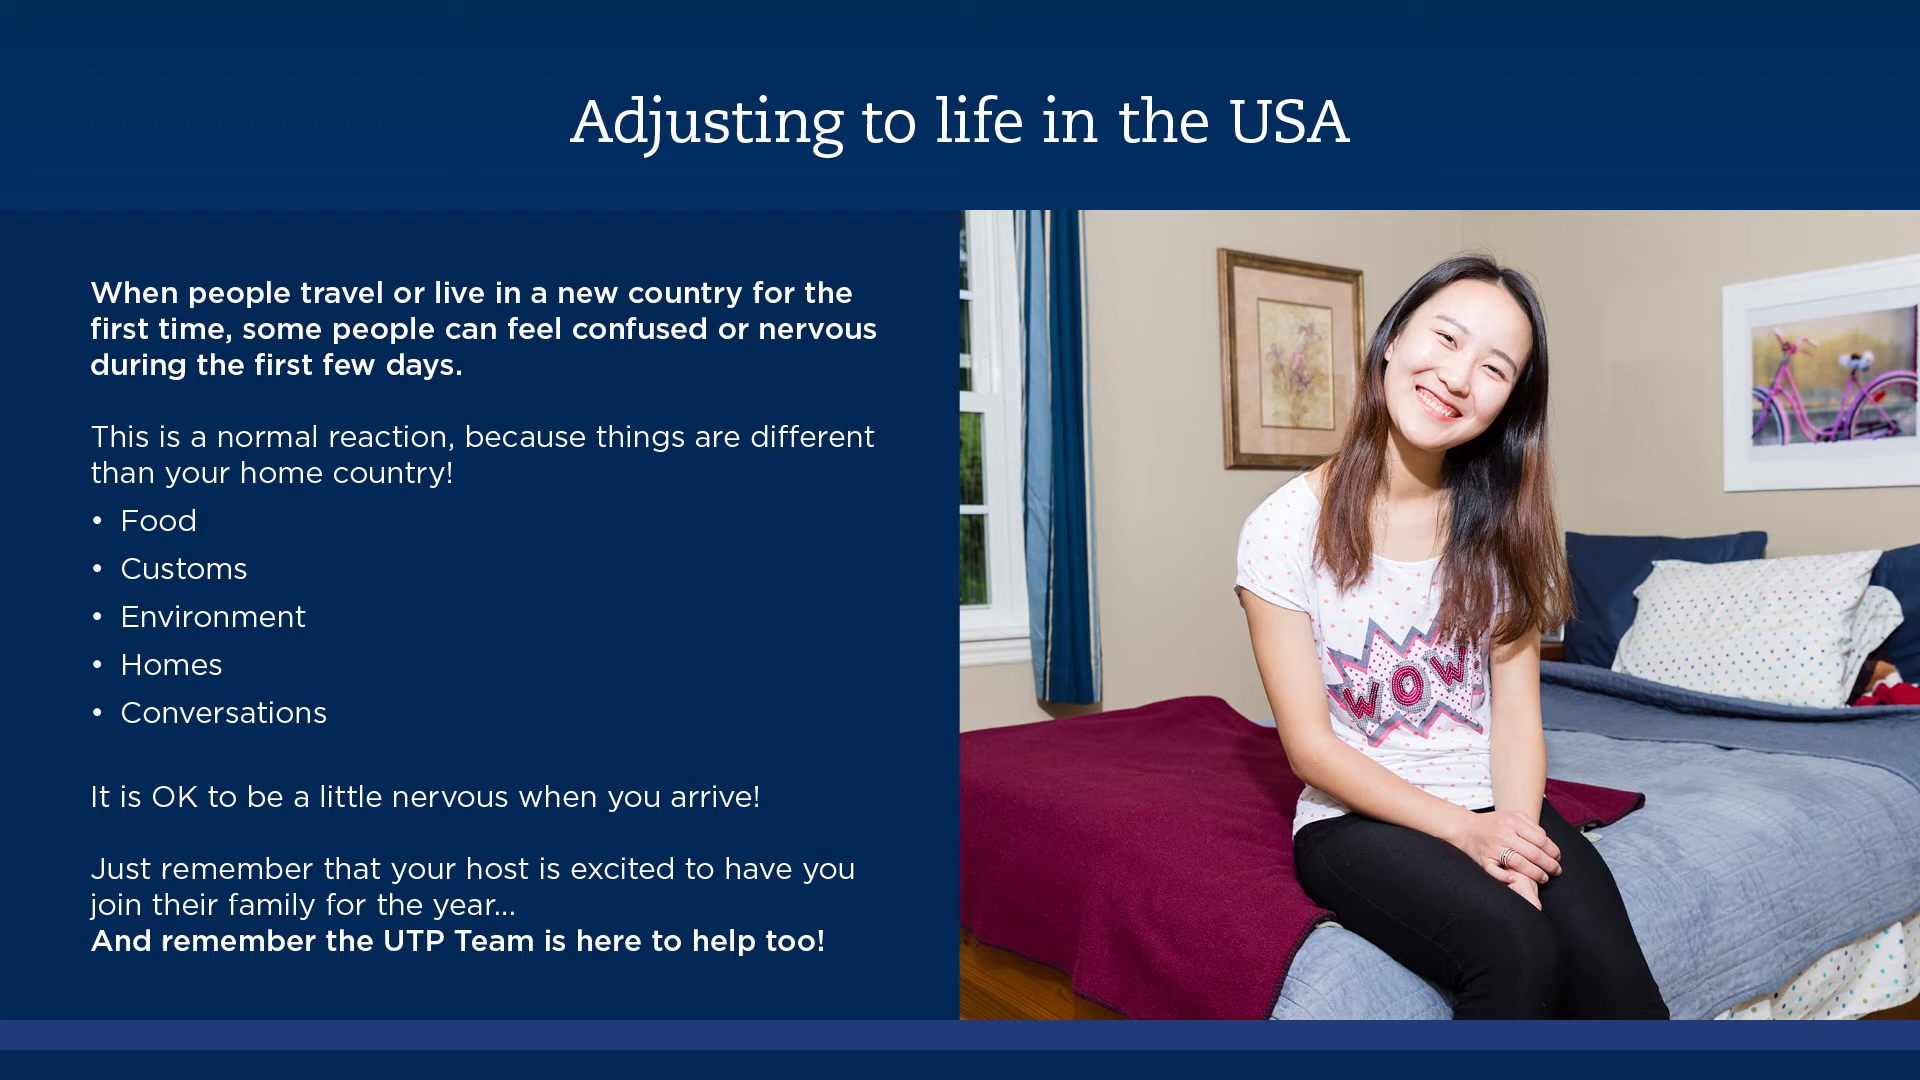 Adjusting to life in the USA
When people travel or live in a new country for the
first time, some people can feel confused or nervous
during the first few days.
This is a normal reaction, because things are different
than your home country!
• Food
• Customs
• Environment
• Homes
• Conversations
It is OK to be a little nervous when you arrive!
Just remember that your host is excited to have you
join their family for the year...
And remember the UTP Team is here to help too!
WOW